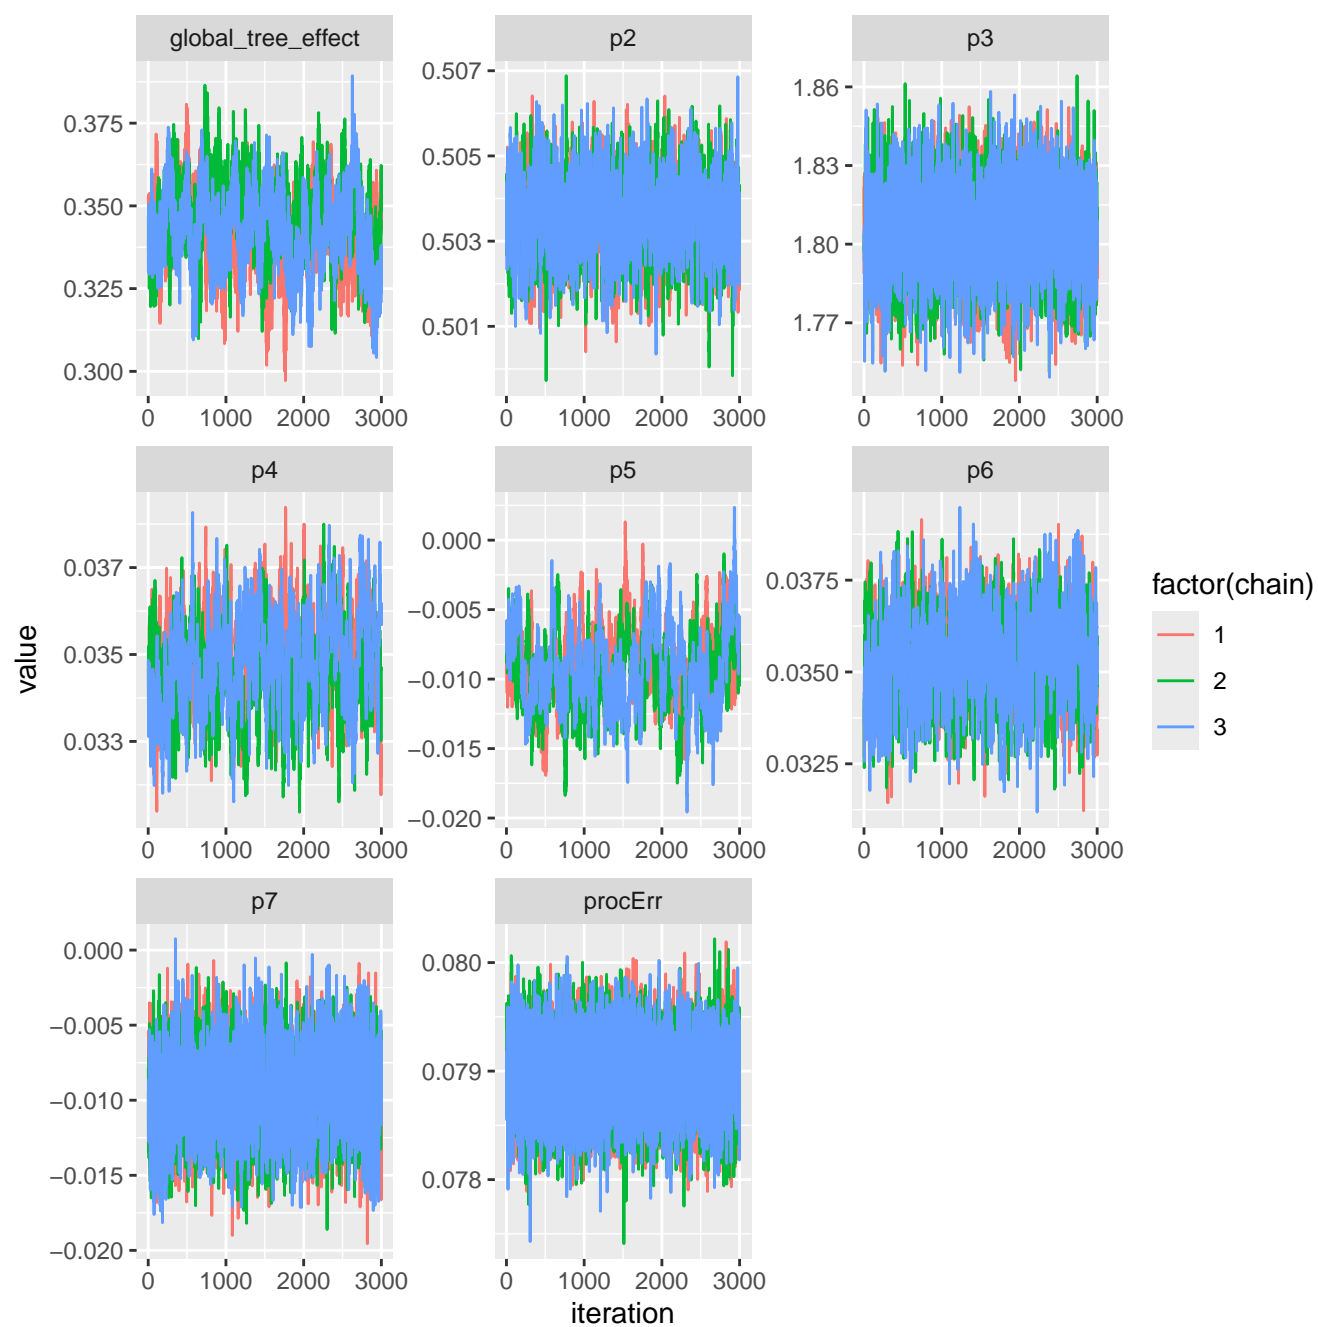 global_tree_effect
p2
p3
0.375
0.350
0.325
0.300
0.507
0.505
0.503
0.501
1.86
1.83
1.80
1.77
0 1000 2000 3000
0 1000 2000 3000
0 1000 2000 3000
p4
p5
p6
0.037
0.035
0.033
0.000
−0.005
−0.010
−0.015
−0.020
0.0375
0.0350
0.0325
0 1000 2000 3000
0 1000 2000 3000
0 1000 2000 3000
p7
procErr
0.000
−0.005
−0.010
−0.015
−0.020
0.080
0.079
0.078
0 1000 2000 3000
0 1000 2000 3000
iteration
value
factor(chain)
1
2
3